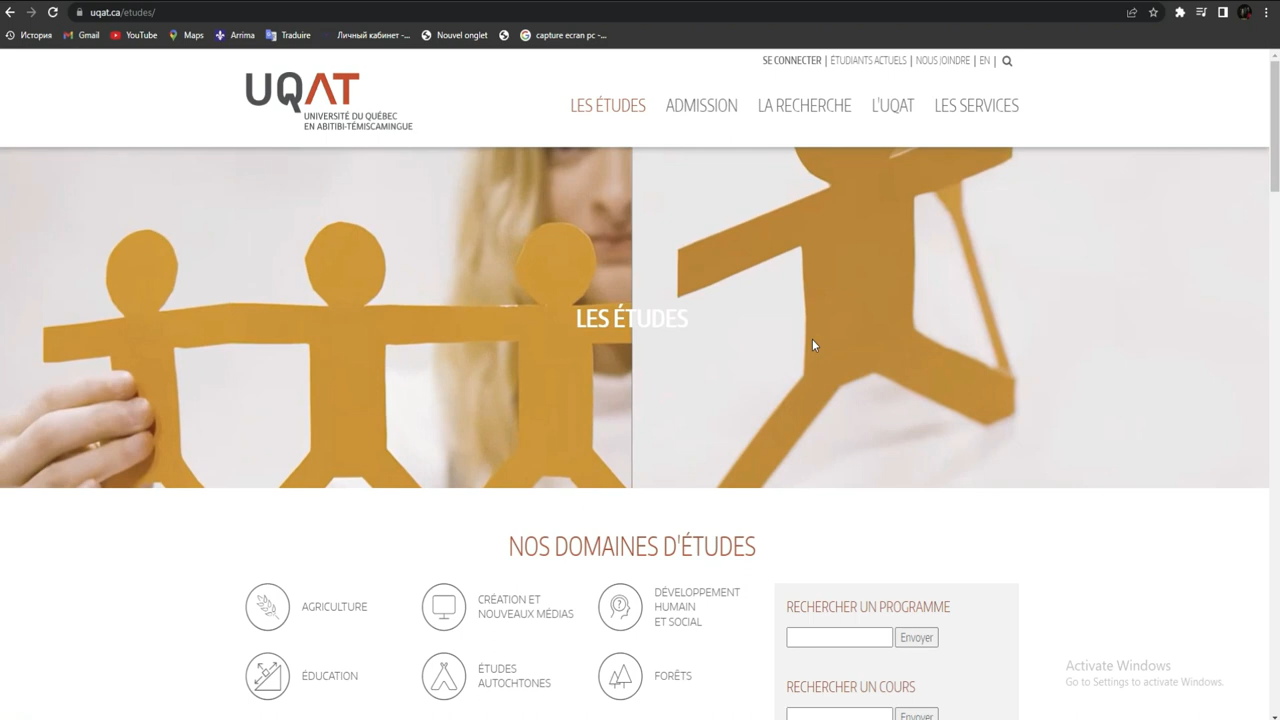 uqat.ca/etudes/
История Gmail YouTube Maps Arrima Traduire Личный кабинет -... Nouvel onglet capture ecran pc -...
SE CONNECTER | ÉTUDIANTS ACTUELS | NOUS JOINDRE | EN |
UQAT
UNIVERSITÉ DU QUÉBEC
EN ABITIBI-TÉMISCAMINGUE
LES ÉTUDES ADMISSION LA RECHERCHE L'UQAT LES SERVICES
LES ÉTUDES
NOS DOMAINES D'ÉTUDES
AGRICULTURE
CRÉATION ET
NOUVEAUX MÉDIAS
DÉVELOPPEMENT
HUMAIN
ET SOCIAL
ÉDUCATION
ÉTUDES
AUTOCHTONES
FORÊTS
RECHERCHER UN PROGRAMME
Envoyer
RECHERCHER UN COURS
Envoyer
Activate Windows
Go to Settings to activate Windows.